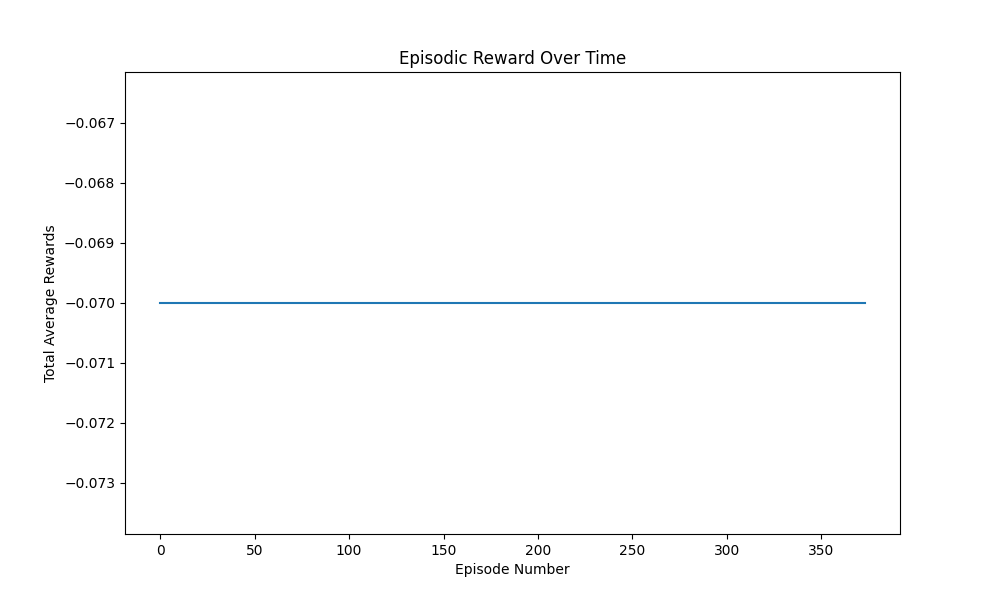 Episodic Reward Over Time
Total Average Rewards
−0.067
−0.068
−0.069
−0.070
−0.071
−0.072
−0.073
0 50 100 150 200 250 300 350
Episode Number